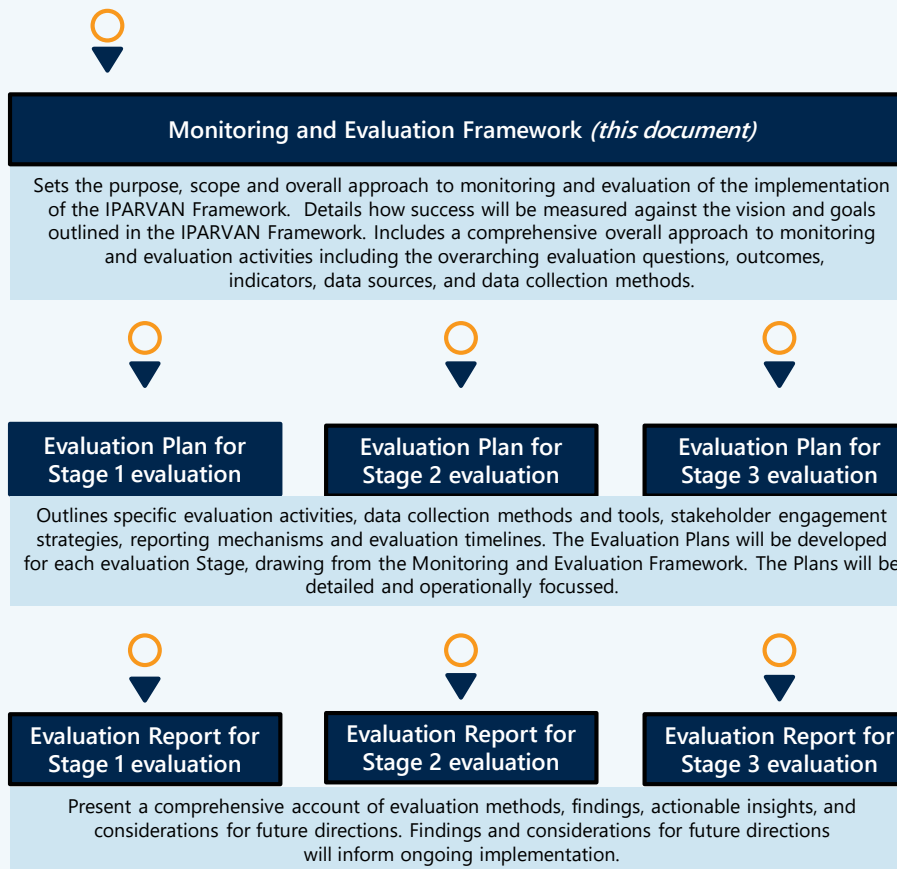 Monitoring and Evaluation Framework (this document)
Sets the purpose, scope and overall approach to monitoring and evaluation of the implementation
of the IPARVAN Framework. Details how success will be measured against the vision and goals
outlined in the IPARVAN Framework. Includes a comprehensive overall approach to monitoring
and evaluation activities including the overarching evaluation questions, outcomes,
indicators, data sources, and data collection methods.
Evaluation Plan for
Stage 1 evaluation
Evaluation Plan for
Stage 2 evaluation
Evaluation Plan for
Stage 3 evaluation
Outlines specific evaluation activities, data collection methods and tools, stakeholder engagement
strategies, reporting mechanisms and evaluation timelines. The Evaluation Plans will be developed
for each evaluation Stage, drawing from the Monitoring and Evaluation Framework. The Plans will be
detailed and operationally focussed.
Evaluation Report for
Stage 1 evaluation
Evaluation Report for
Stage 2 evaluation
Evaluation Report for
Stage 3 evaluation
Present a comprehensive account of evaluation methods, findings, actionable insights, and
considerations for future directions. Findings and considerations for future directions
will inform ongoing implementation.